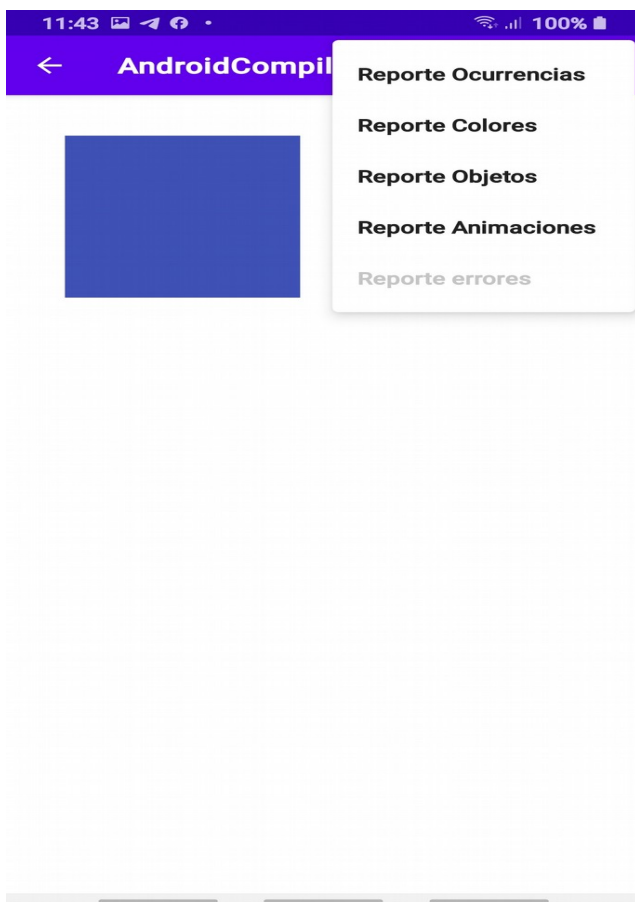 11:43
100%
AndroidCompil
Reporte Ocurrencias
Reporte Colores
Reporte Objetos
Reporte Animaciones
Reporte errores